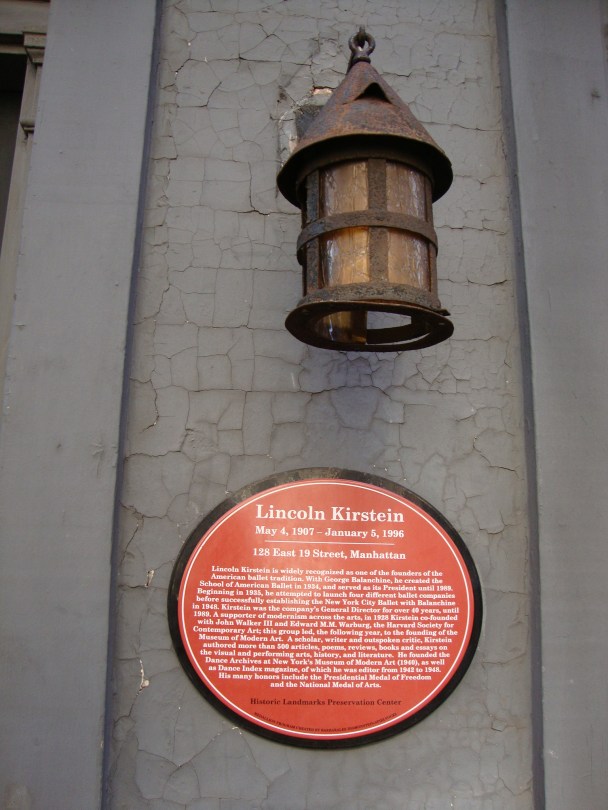 Lincoln Kirstein
May 4, 1907 – January 5, 1996
128 East 19 Street, Manhattan
Lincoln Kirstein is widely recognized as one of the founders of the
American ballet tradition. With George Balanchine, he created the
School of American Ballet in 1934, and served as its President until 1989.
Beginning in 1935, he attempted to launch four different ballet companies
before successfully establishing the New York City Ballet with Balanchine
in 1948. Kirstein was the company's General Director for over 40 years, until
1989. A supporter of modernism across the arts, in 1928 Kirstein co-founded
with John Walker III and Edward M.M. Warburg, the Harvard Society for
Contemporary Art; this group led, the following year, to the founding of the
Museum of Modern Art. A scholar, writer and outspoken critic, Kirstein
authored more than 500 articles, poems, reviews, books and essays on
the visual and performing arts, history, and literature. He founded the
Dance Archives at New York's Museum of Modern Art (1940), as well
as Dance Index magazine, of which he was editor from 1942 to 1948.
His many honors include the Presidential Medal of Freedom
and the National Medal of Arts.
Historic Landmarks Preservation Center